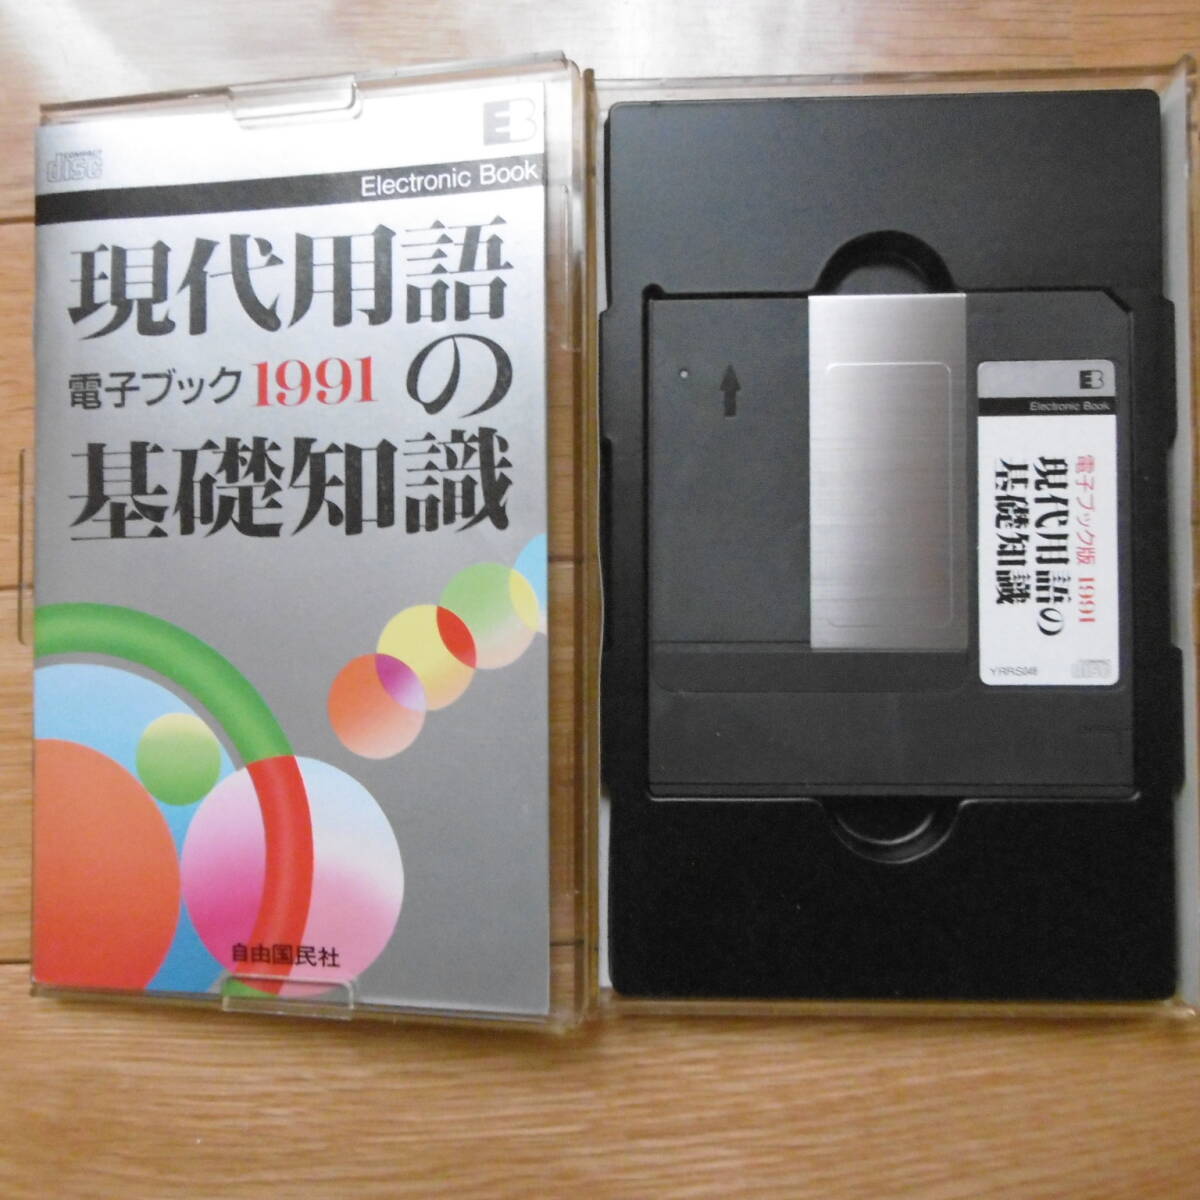 COMPACT
disc
EB
Electronic Book
現代用語の
電子ブック 1991
基礎知識
自由国民社
EB
Electronic Book
電子ブック版 1991
現代用語の
基礎知識
YRRS048
disc